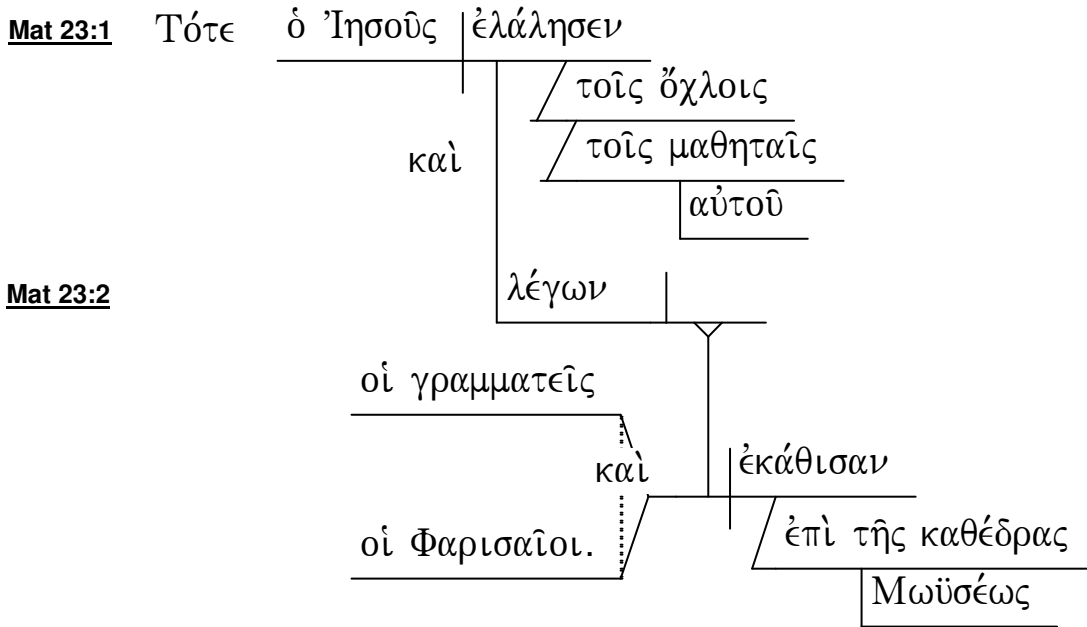 Mat 23:1 Τότε ὁ Ἰησοῦς ἐλάλησεν
τοῖς ὄχλοις
καὶ τοῖς μαθηταῖς
αὐτοῦ
Mat 23:2 λέγων
οἱ γραμματεῖς
καὶ ἐκάθισαν
οἱ Φαρισαῖοι. ἐπὶ τῆς καθέδρας
Μωϋσέως